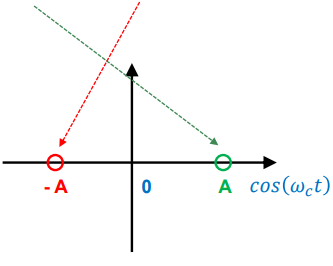 - A 0 A cos(ω_c t)